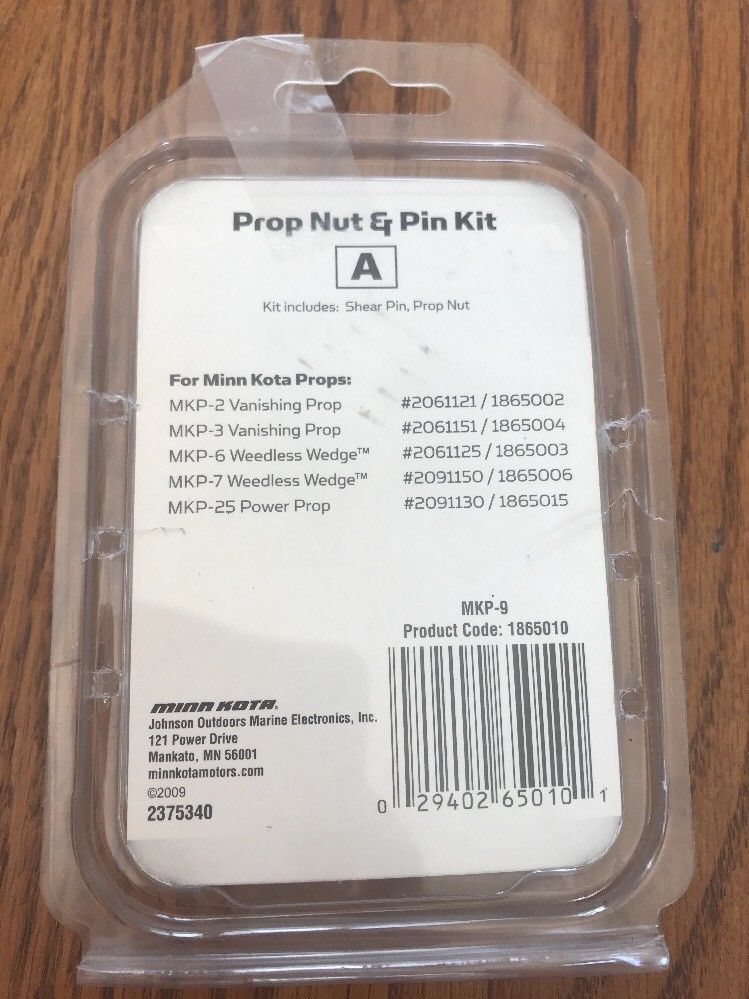 Prop Nut & Pin Kit
A
Kit includes: Shear Pin, Prop Nut
For Minn Kota Props:
MKP-2 Vanishing Prop #2061121 / 1865002
MKP-3 Vanishing Prop #2061151 / 1865004
MKP-6 Weedless Wedge™ #2061125 / 1865003
MKP-7 Weedless Wedge™ #2091150 / 1865006
MKP-25 Power Prop #2091130 / 1865015
MKP-9
Product Code: 1865010
0 29402 65010 1
MINN KOTA.
Johnson Outdoors Marine Electronics, Inc.
121 Power Drive
Mankato, MN 56001
minnkotamotors.com
©2009
2375340